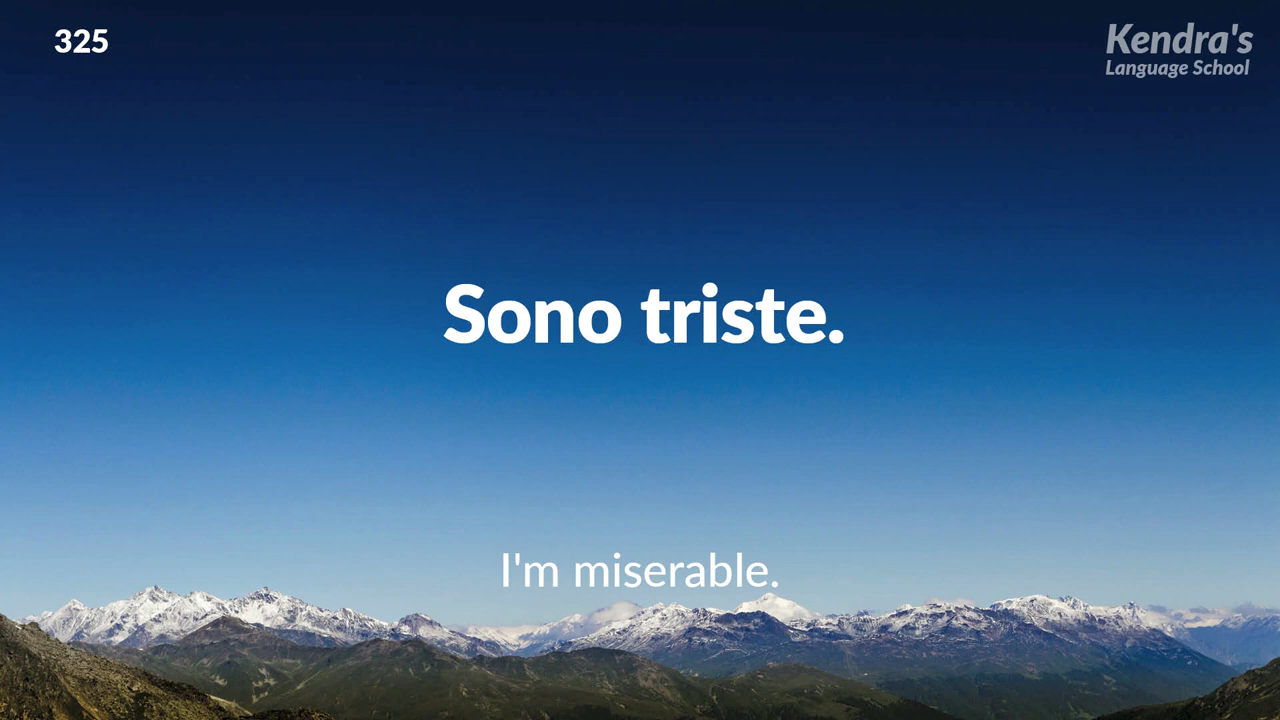 325
Kendra's
Language School
Sono triste.
I'm miserable.